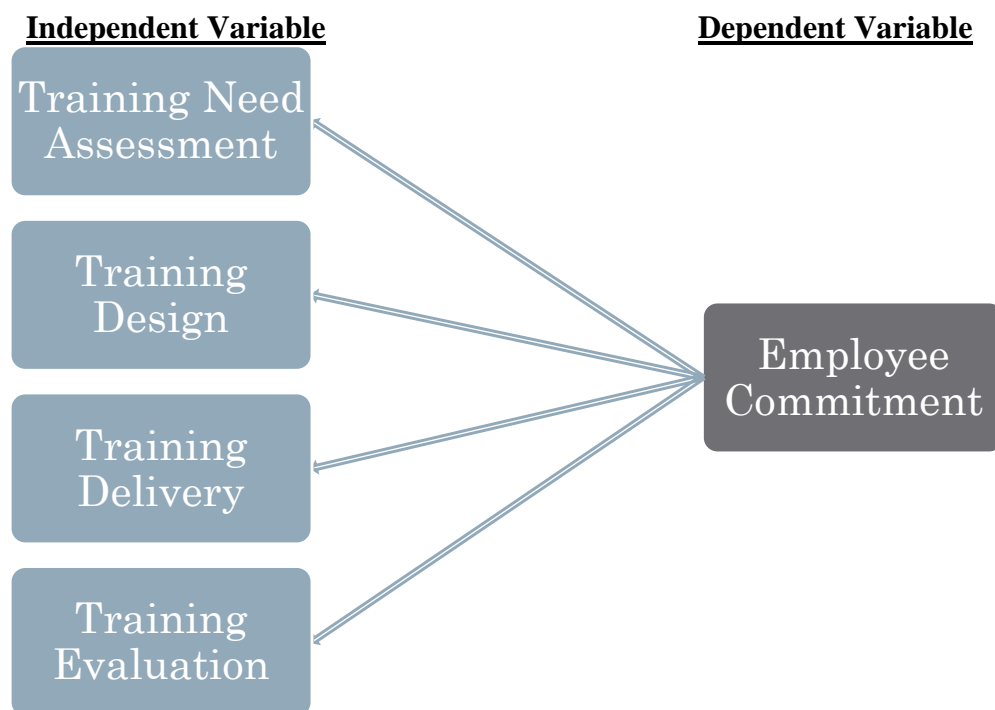 Independent Variable
Dependent Variable
Training Need
Assessment
Training
Design
Training
Delivery
Training
Evaluation
Employee
Commitment